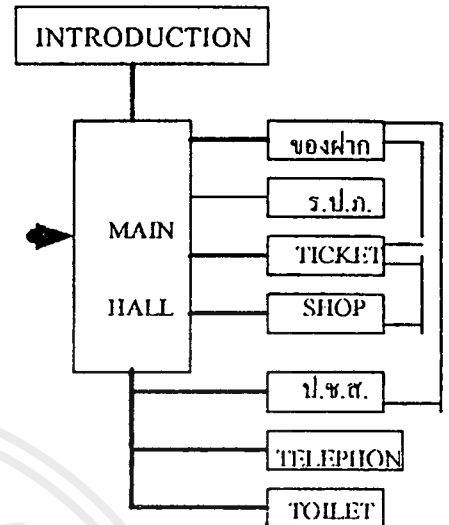 INTRODUCTION
MAIN
HALL
ของฝาก
ร.ป.ภ.
TICKET
SHOP
ป.ช.ส.
TELEPHON
TOILET